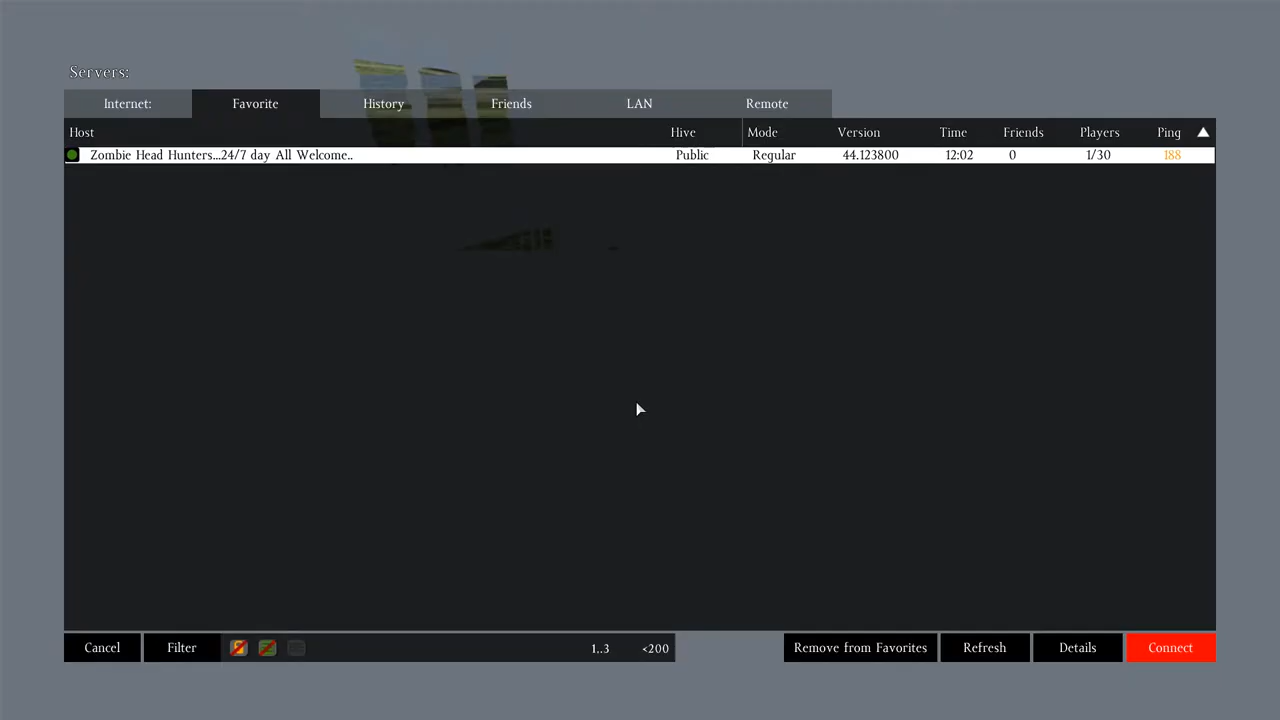 Servers:
Internet: Favorite History Friends LAN Remote
Host Hive Mode Version Time Friends Players Ping
Zombie Head Hunters...24/7 day All Welcome.. Public Regular 44.123800 12:02 0 1/30 188
Cancel Filter 1,.3 <200 Remove from Favorites Refresh Details Connect